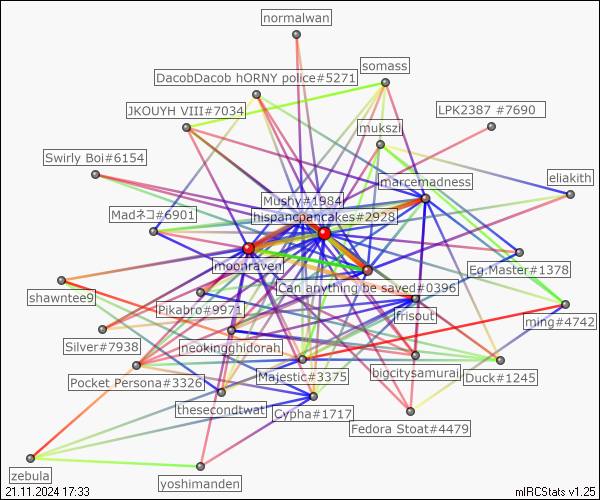 normalwan
somass
DacobDacob hORNY police#5271
JKOUYH VIII#7034
LPK2387 #7690
mukszi
Swirly Boi#6154
marcemadness
eliakith
Mushy#1984
Madネコ#6901
hispancpancakes#2928
moonraven
Eg.Master#1378
Can anything be saved#0396
shawntee9
Pikabro#9971
frisout
ming#4742
Silver#7938
neokingghidorah
Pocket Persona#3326
Majestic#3375
bigcitysamurai
Duck#1245
thesecondtwat
Cypha#1717
Fedora Stoat#4479
zebula
yoshimanden
21.11.2024 17:33
mIRCStats v1.25